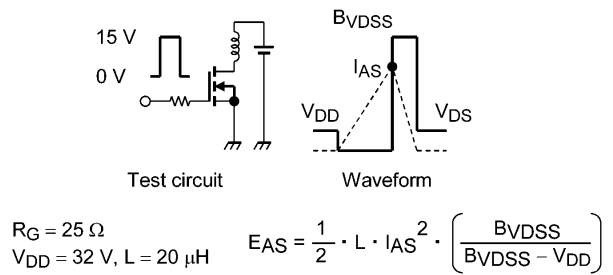 15 V
0 V
Test circuit
BVDSS
IAS
VDD
VDS
Waveform
RG = 25 Ω
VDD = 32 V, L = 20 μH
EAS = 1/2 · L · IAS² · (BVDSS / (BVDSS − VDD))